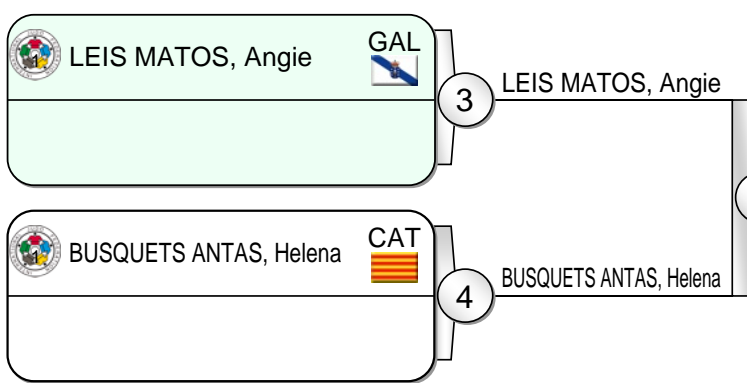 LEIS MATOS, Angie GAL
3
LEIS MATOS, Angie
BUSQUETS ANTAS, Helena CAT
4
BUSQUETS ANTAS, Helena